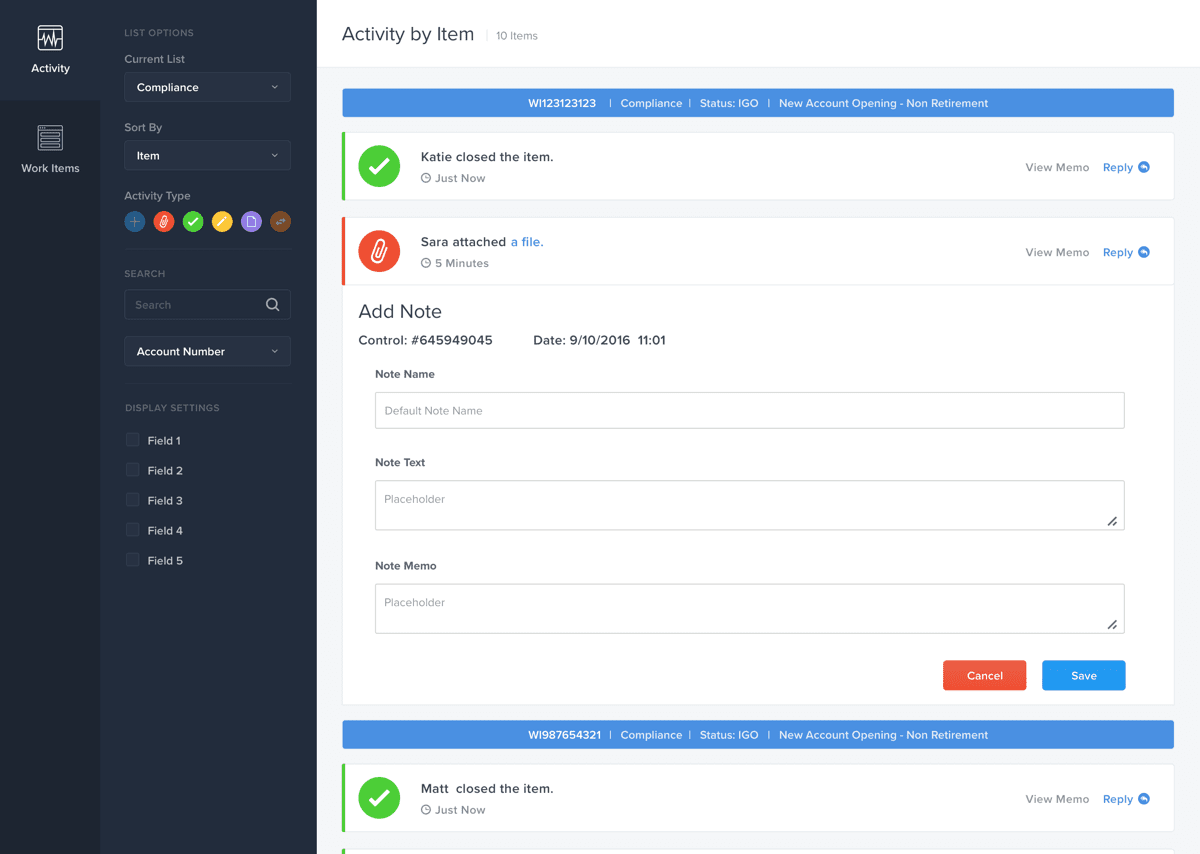 Activity
Work Items
LIST OPTIONS
Current List
Compliance
Sort By
Item
Activity Type
SEARCH
Search
Account Number
DISPLAY SETTINGS
Field 1
Field 2
Field 3
Field 4
Field 5
Activity by Item | 10 Items
WI123123123 | Compliance | Status: IGO | New Account Opening - Non Retirement
Katie closed the item.
Just Now
View Memo Reply
Sara attached a file.
5 Minutes
View Memo Reply
Add Note
Control: #645949045 Date: 9/10/2016 11:01
Note Name
Default Note Name
Note Text
Placeholder
Note Memo
Placeholder
Cancel Save
WI987654321 | Compliance | Status: IGO | New Account Opening - Non Retirement
Matt closed the item.
Just Now
View Memo Reply